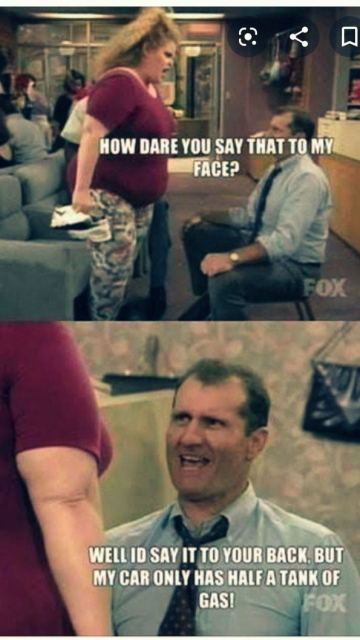 HOW DARE YOU SAY THAT TO MY
FACE?
FOX
WELL ID SAY IT TO YOUR BACK, BUT
MY CAR ONLY HAS HALF A TANK OF
GAS!
FOX